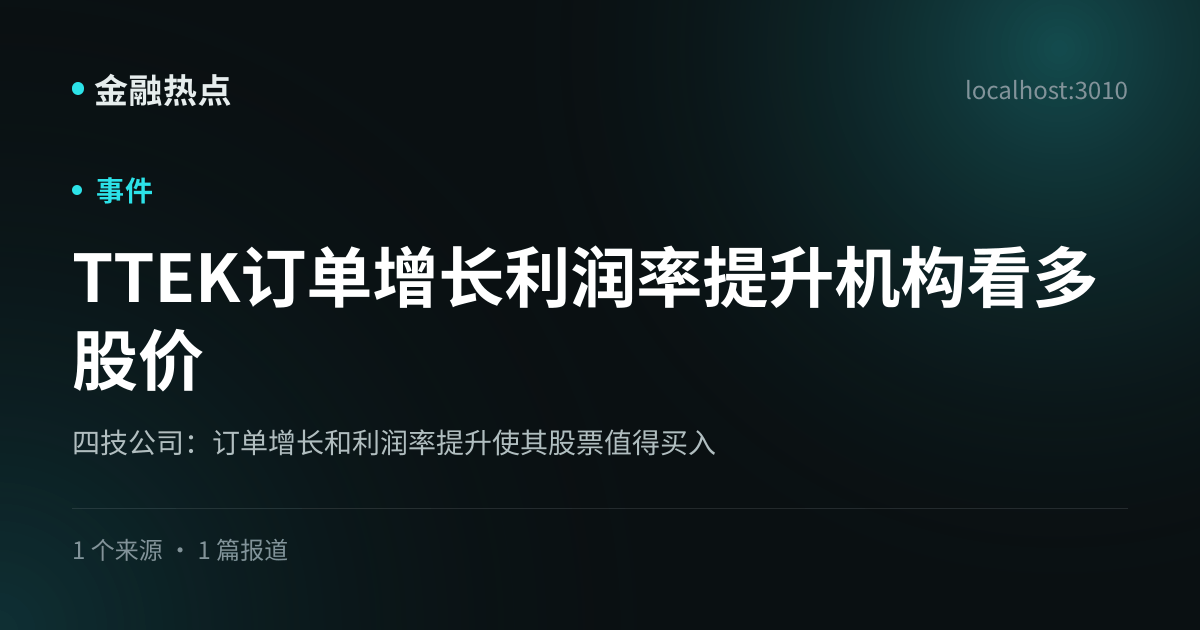 金融热点
localhost:3010
事件
TTEK订单增长利润率提升机构看多
股价
四技公司：订单增长和利润率提升使其股票值得买入
1 个来源 · 1 篇报道